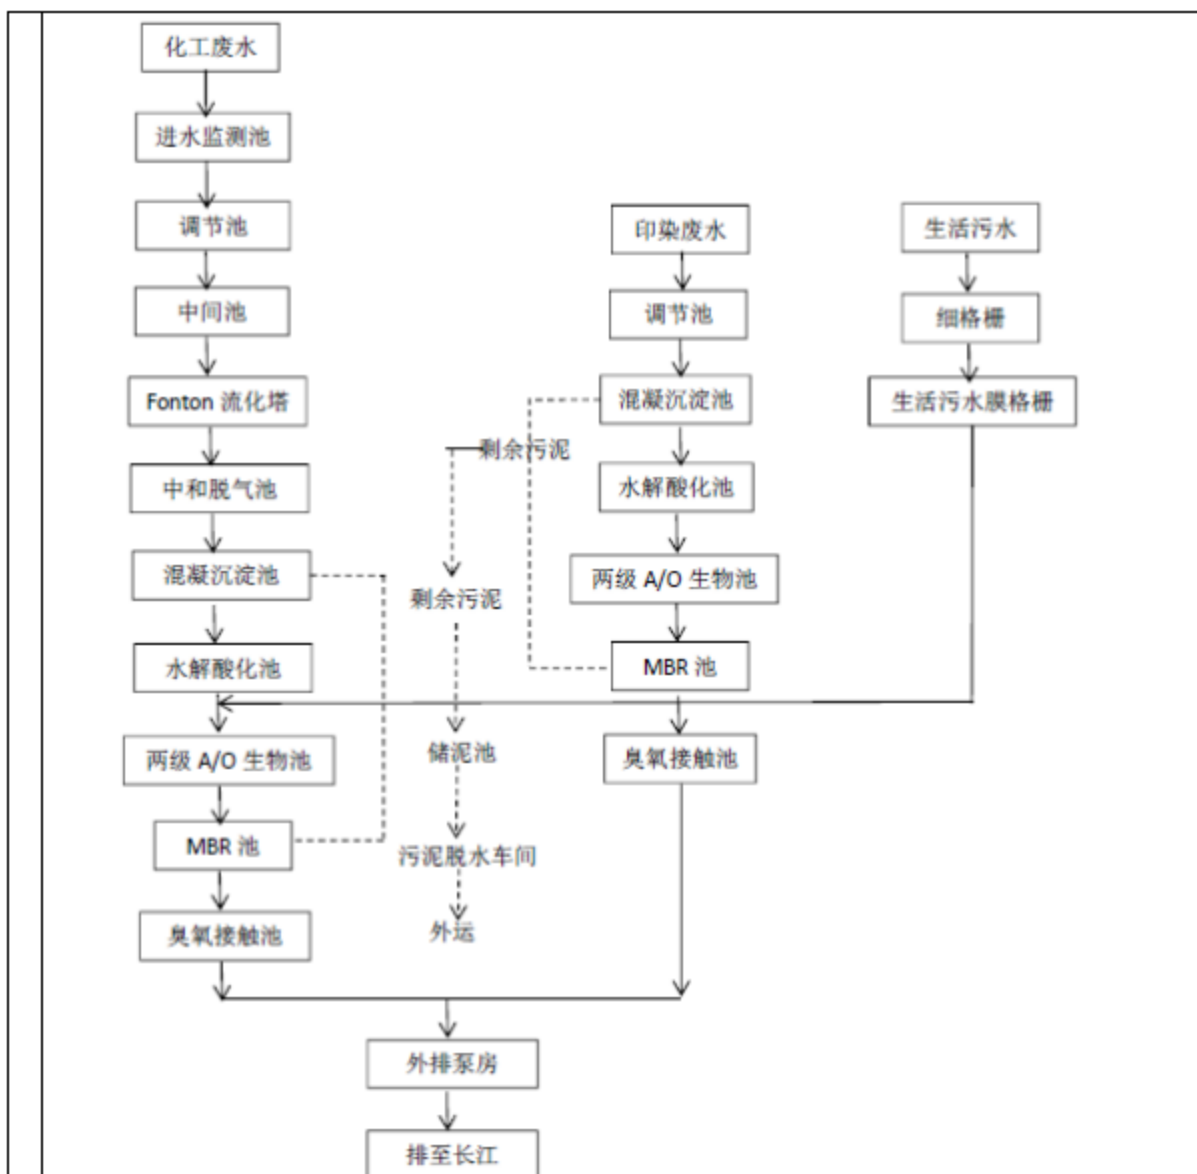 化工废水
进水监测池
调节池
中间池
Fonton 流化塔
中和脱气池
混凝沉淀池
水解酸化池
两级 A/O 生物池
MBR 池
臭氧接触池
剩余污泥
剩余污泥
储泥池
污泥脱水车间
外运
印染废水
调节池
混凝沉淀池
水解酸化池
两级 A/O 生物池
MBR 池
臭氧接触池
生活污水
细格栅
生活污水膜格栅
外排泵房
排至长江